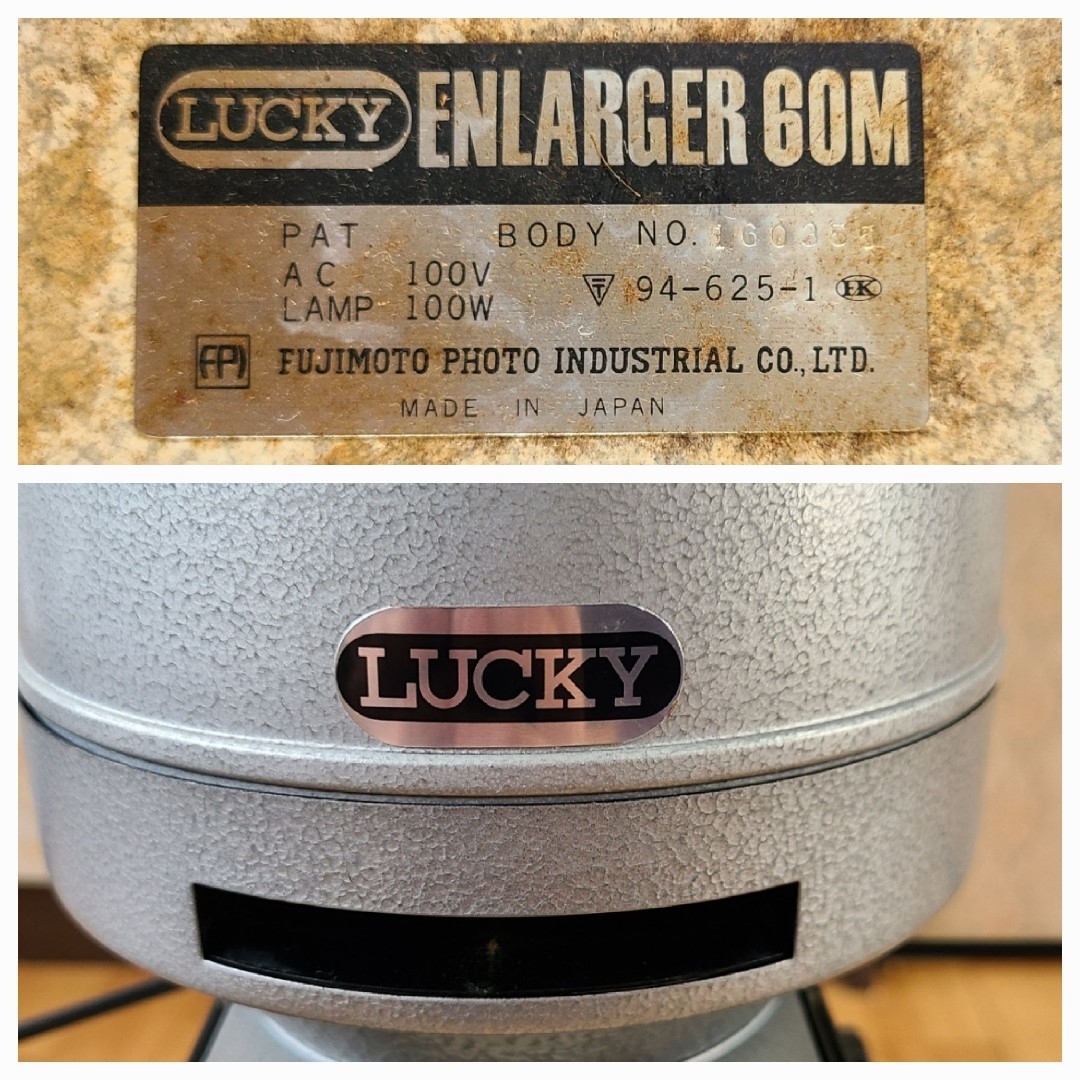 LUCKY ENLARGER 60M
PAT. BODY NO.
AC 100V
94-625-1
LAMP 100W
FPI FUJIMOTO PHOTO INDUSTRIAL CO.,LTD.
MADE IN JAPAN
LUCKY